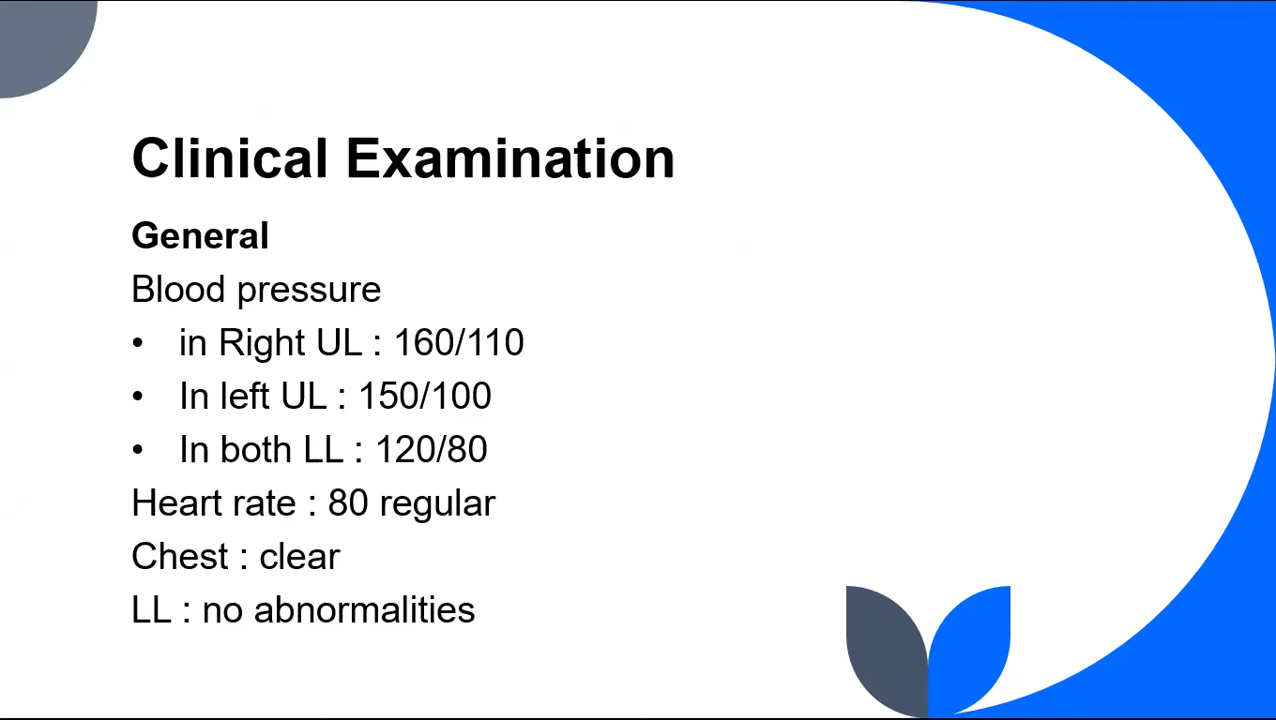 Clinical Examination
General
Blood pressure
• in Right UL : 160/110
• In left UL : 150/100
• In both LL : 120/80
Heart rate : 80 regular
Chest : clear
LL : no abnormalities